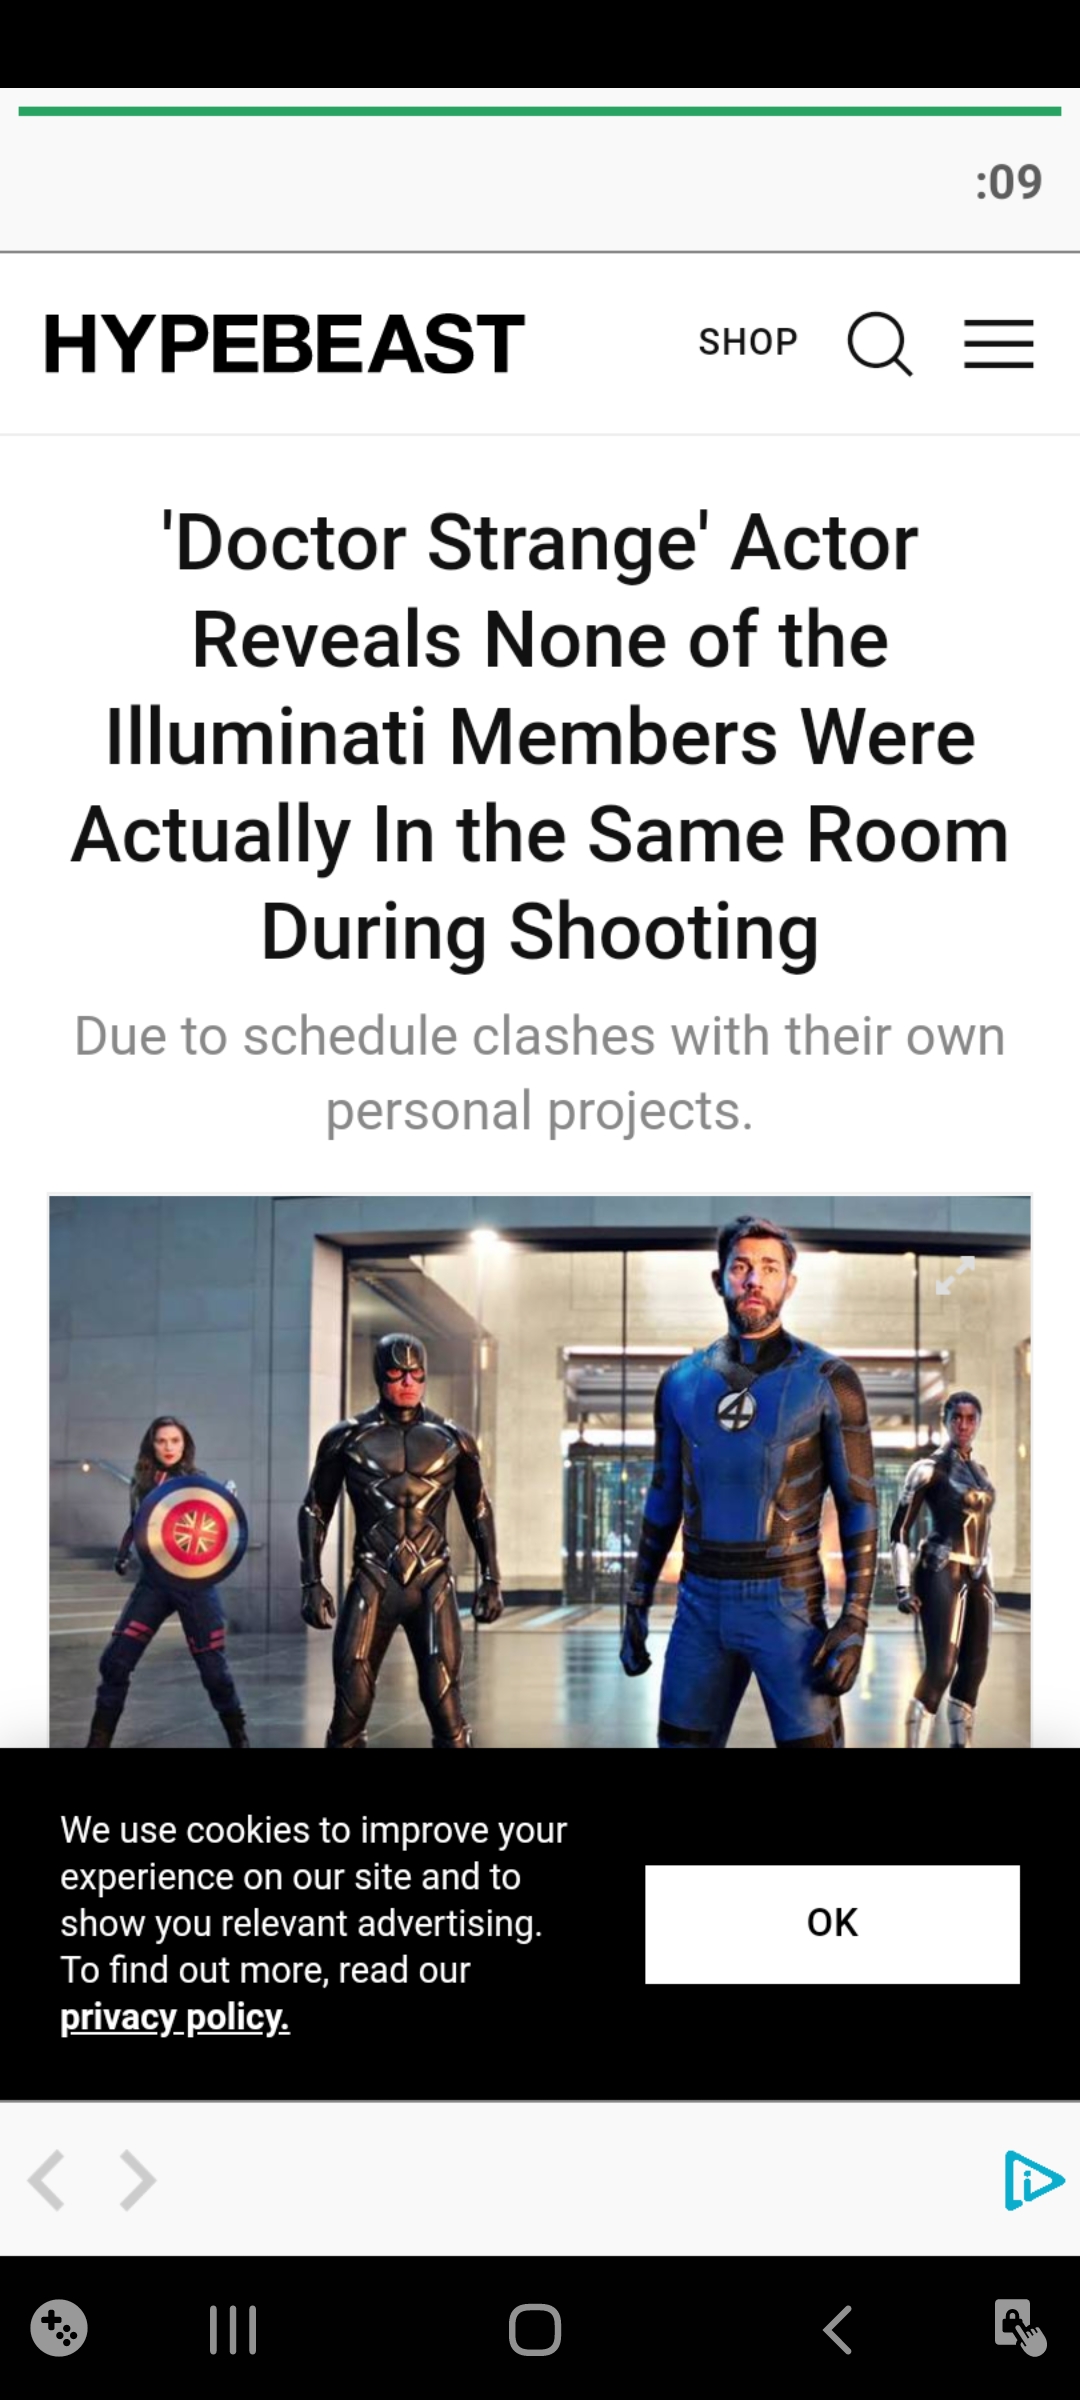 :09
HYPEBEAST
SHOP
'Doctor Strange' Actor
Reveals None of the
Illuminati Members Were
Actually In the Same Room
During Shooting
Due to schedule clashes with their own
personal projects.
4
We use cookies to improve your
experience on our site and to
show you relevant advertising.
To find out more, read our
privacy policy.
OK